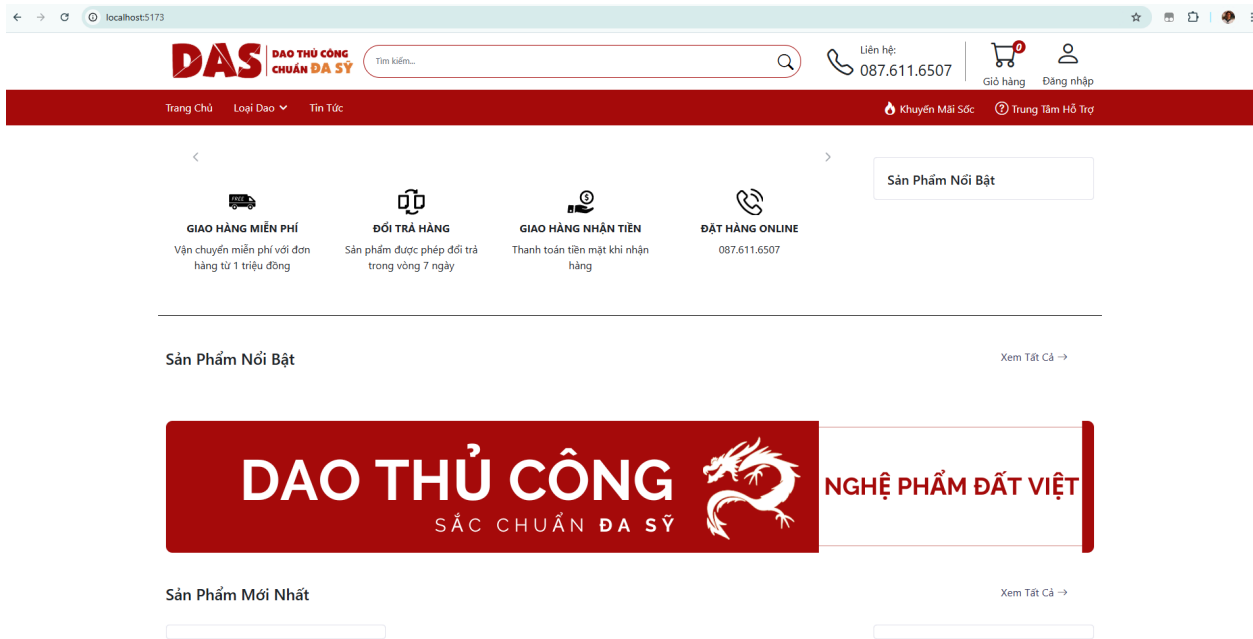 localhost:5173
DAS
DAO THỦ CÔNG
CHUẨN ĐA SỸ
Tìm kiếm...
Liên hệ:
087.611.6507
0
Giỏ hàng
Đăng nhập
Trang Chủ
Loại Dao
Tin Tức
Khuyến Mãi Sốc
Trung Tâm Hỗ Trợ
FREE
GIAO HÀNG MIỄN PHÍ
Vận chuyển miễn phí với đơn
hàng từ 1 triệu đồng
ĐỔI TRẢ HÀNG
Sản phẩm được phép đổi trả
trong vòng 7 ngày
GIAO HÀNG NHẬN TIỀN
Thanh toán tiền mặt khi nhận
hàng
ĐẶT HÀNG ONLINE
087.611.6507
Sản Phẩm Nổi Bật
Sản Phẩm Nổi Bật
Xem Tất Cả →
DAO THỦ CÔNG
SẮC CHUẨN ĐA SỸ
NGHỆ PHẨM ĐẤT VIỆT
Sản Phẩm Mới Nhất
Xem Tất Cả →